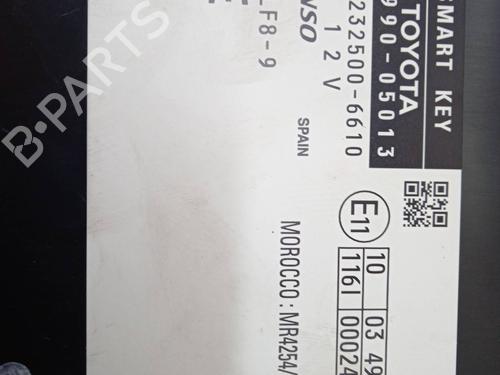 SMART KEY
TOYOTA
990-05013
232500-6610
12V
NSO
F8-9
SPAIN
E11
10 03 49
116I 00024
MOROCCO : MR4254/
B-PARTS